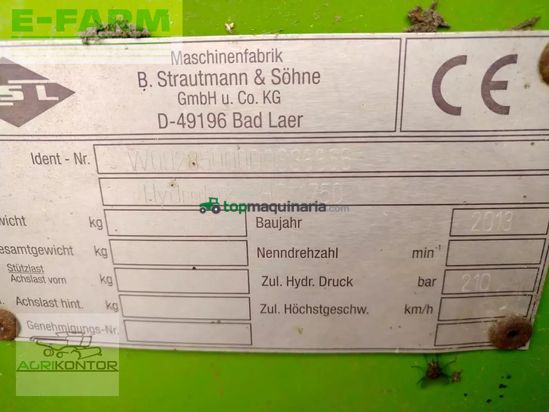 E-FARM
BSL
Maschinenfabrik
B. Strautmann & Söhne
GmbH u. Co. KG
D-49196 Bad Laer
CE
Ident - Nr.
topmaquinaria.com
wicht kg Baujahr 2013
esamtgewicht kg Nenndrehzahl min-1
Stützlast
Achslast vorn kg Zul. Hydr. Druck bar 210
Achslast hint. kg Zul. Höchstgeschw. km/h
Genehmigungs-Nr.
AGRIKONTOR